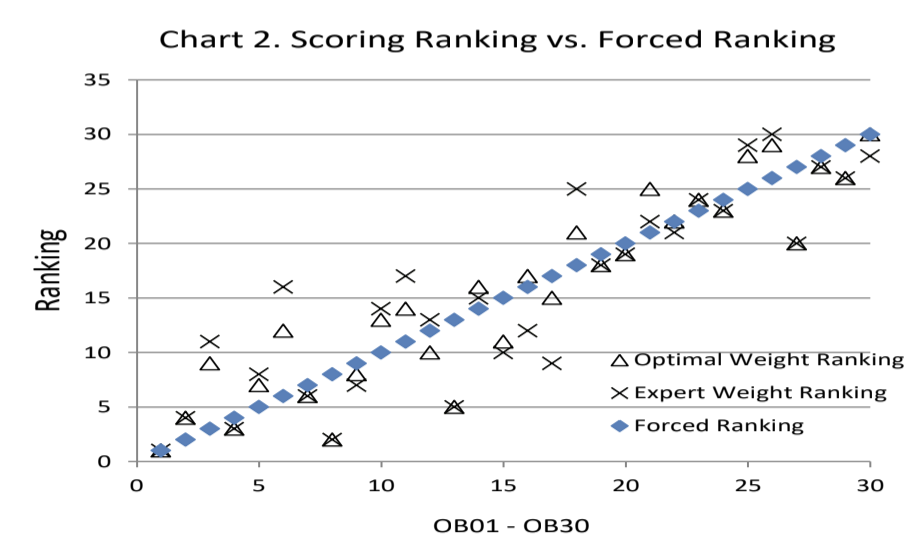 Chart 2. Scoring Ranking vs. Forced Ranking
35
30
25
20
15
10
5
0
Ranking
Optimal Weight Ranking
Expert Weight Ranking
Forced Ranking
0 5 10 15 20 25 30
OB01 - OB30